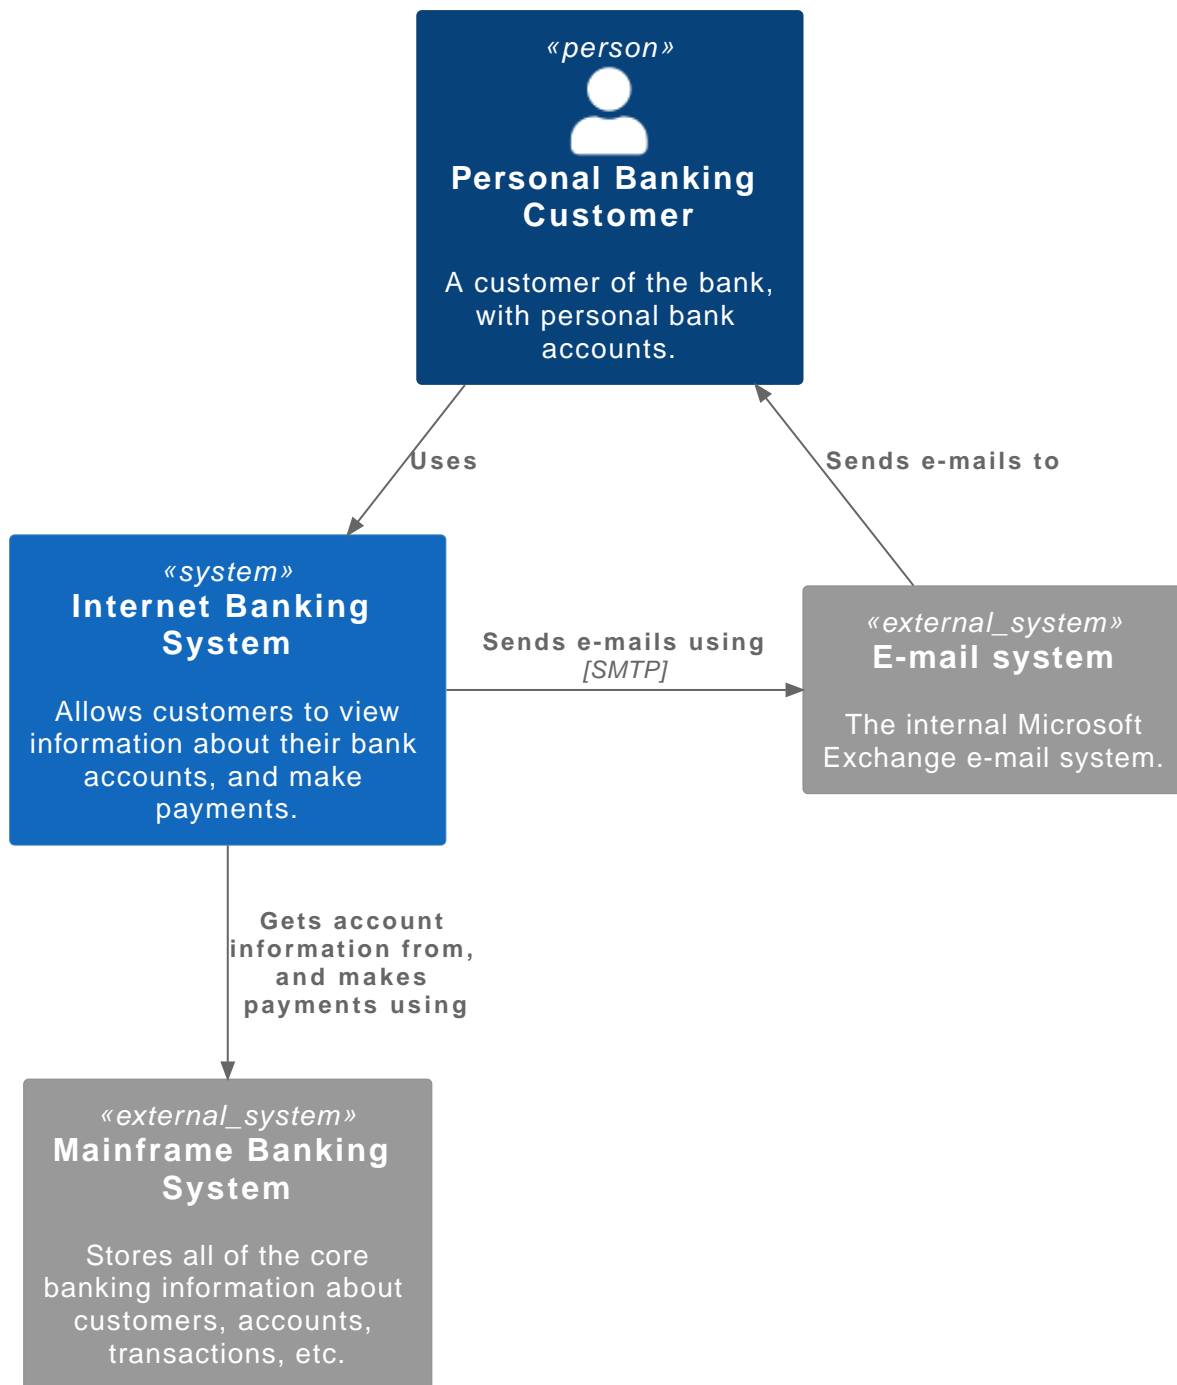 «person»
Personal Banking
Customer
A customer of the bank,
with personal bank
accounts.
Uses
Sends e-mails to
«system»
Internet Banking
System
Allows customers to view
information about their bank
accounts, and make
payments.
Sends e-mails using
[SMTP]
«external_system»
E-mail system
The internal Microsoft
Exchange e-mail system.
Gets account
information from,
and makes
payments using
«external_system»
Mainframe Banking
System
Stores all of the core
banking information about
customers, accounts,
transactions, etc.